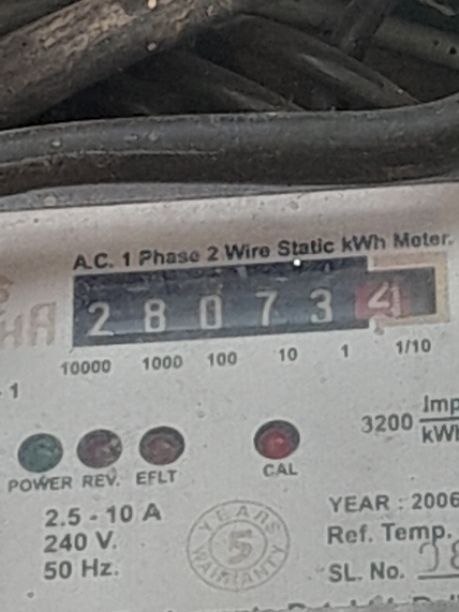 A.C. 1 Phase 2 Wire Static kWh Meter.
2 8 0 7 3 4
10000 1000 100 10 1 1/10
- 1
3200 Imp
kWh
POWER REV. EFLT CAL
2.5 - 10 A
240 V.
50 Hz.
5 YEARS WARRANTY
YEAR : 2006
Ref. Temp.
SL. No.